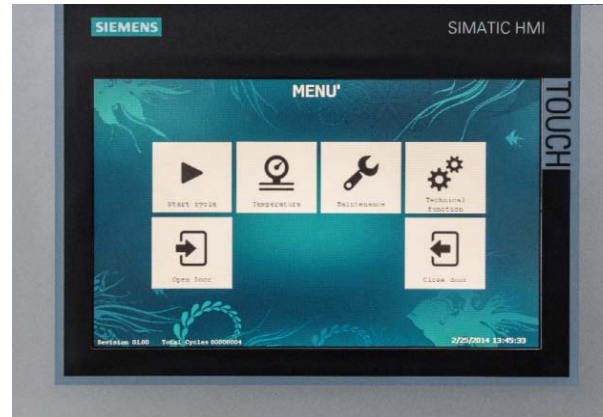 SIEMENS
SIMATIC HMI
TOUCH
MENU'
Start cycle
Temperature
Maintenance
Technical
function
Open Door
Close door
Revision 01.00 Total Cycles 00000004
2/25/2014 13:45:33